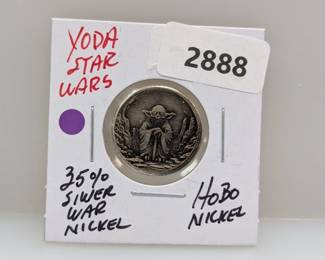 YODA
STAR
WARS
2888
35%
SILVER
WAR
NICKEL
HOBO
NICKEL